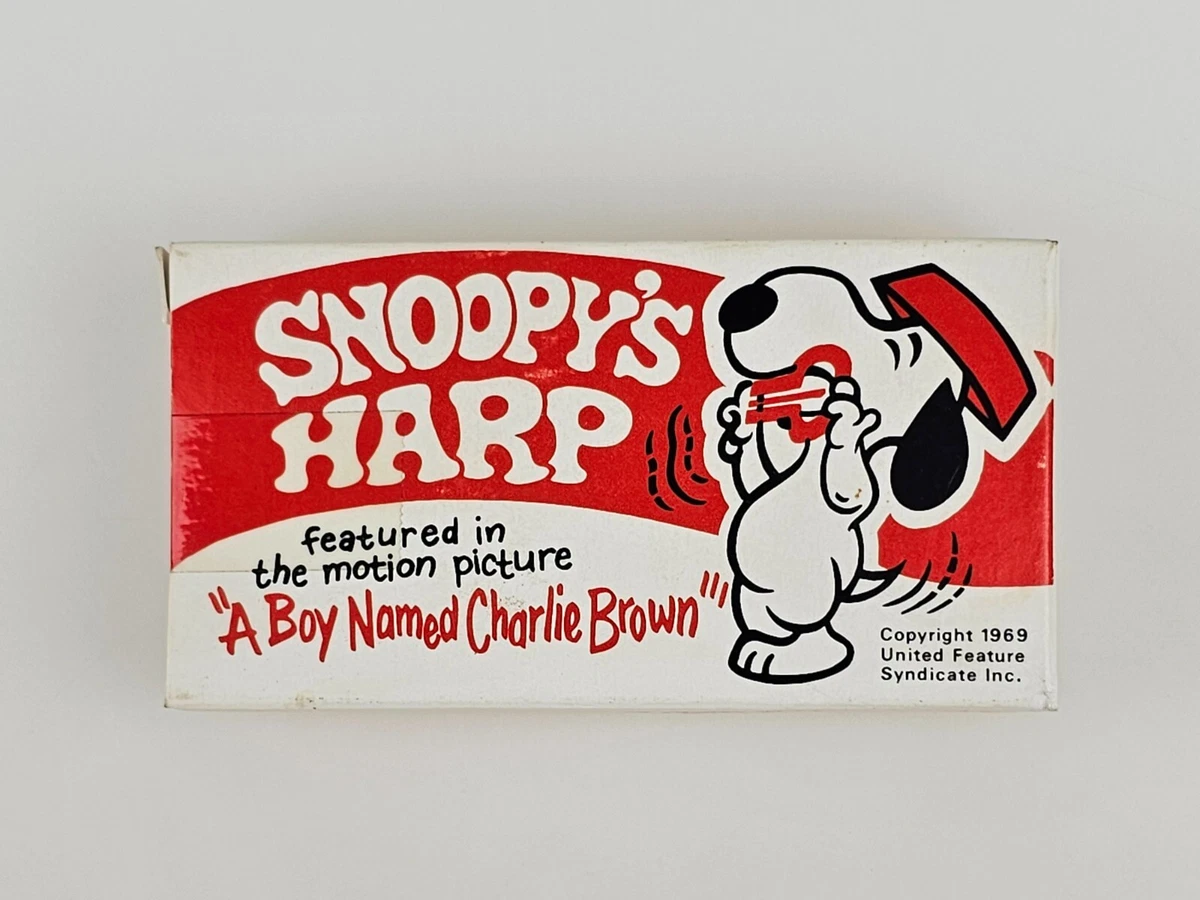 SNOOPY'S
HARP
featured in
the motion picture
"A Boy Named Charlie Brown"
Copyright 1969
United Feature
Syndicate Inc.